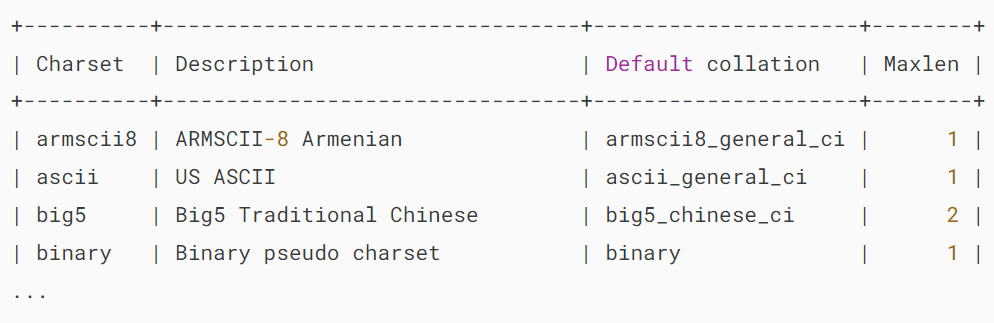 +----------+---------------------------------+---------------------+--------+
| Charset  | Description                     | Default collation   | Maxlen |
+----------+---------------------------------+---------------------+--------+
| armscii8 | ARMSCII-8 Armenian              | armscii8_general_ci |      1 |
| ascii    | US ASCII                        | ascii_general_ci    |      1 |
| big5     | Big5 Traditional Chinese        | big5_chinese_ci     |      2 |
| binary   | Binary pseudo charset           | binary              |      1 |
...